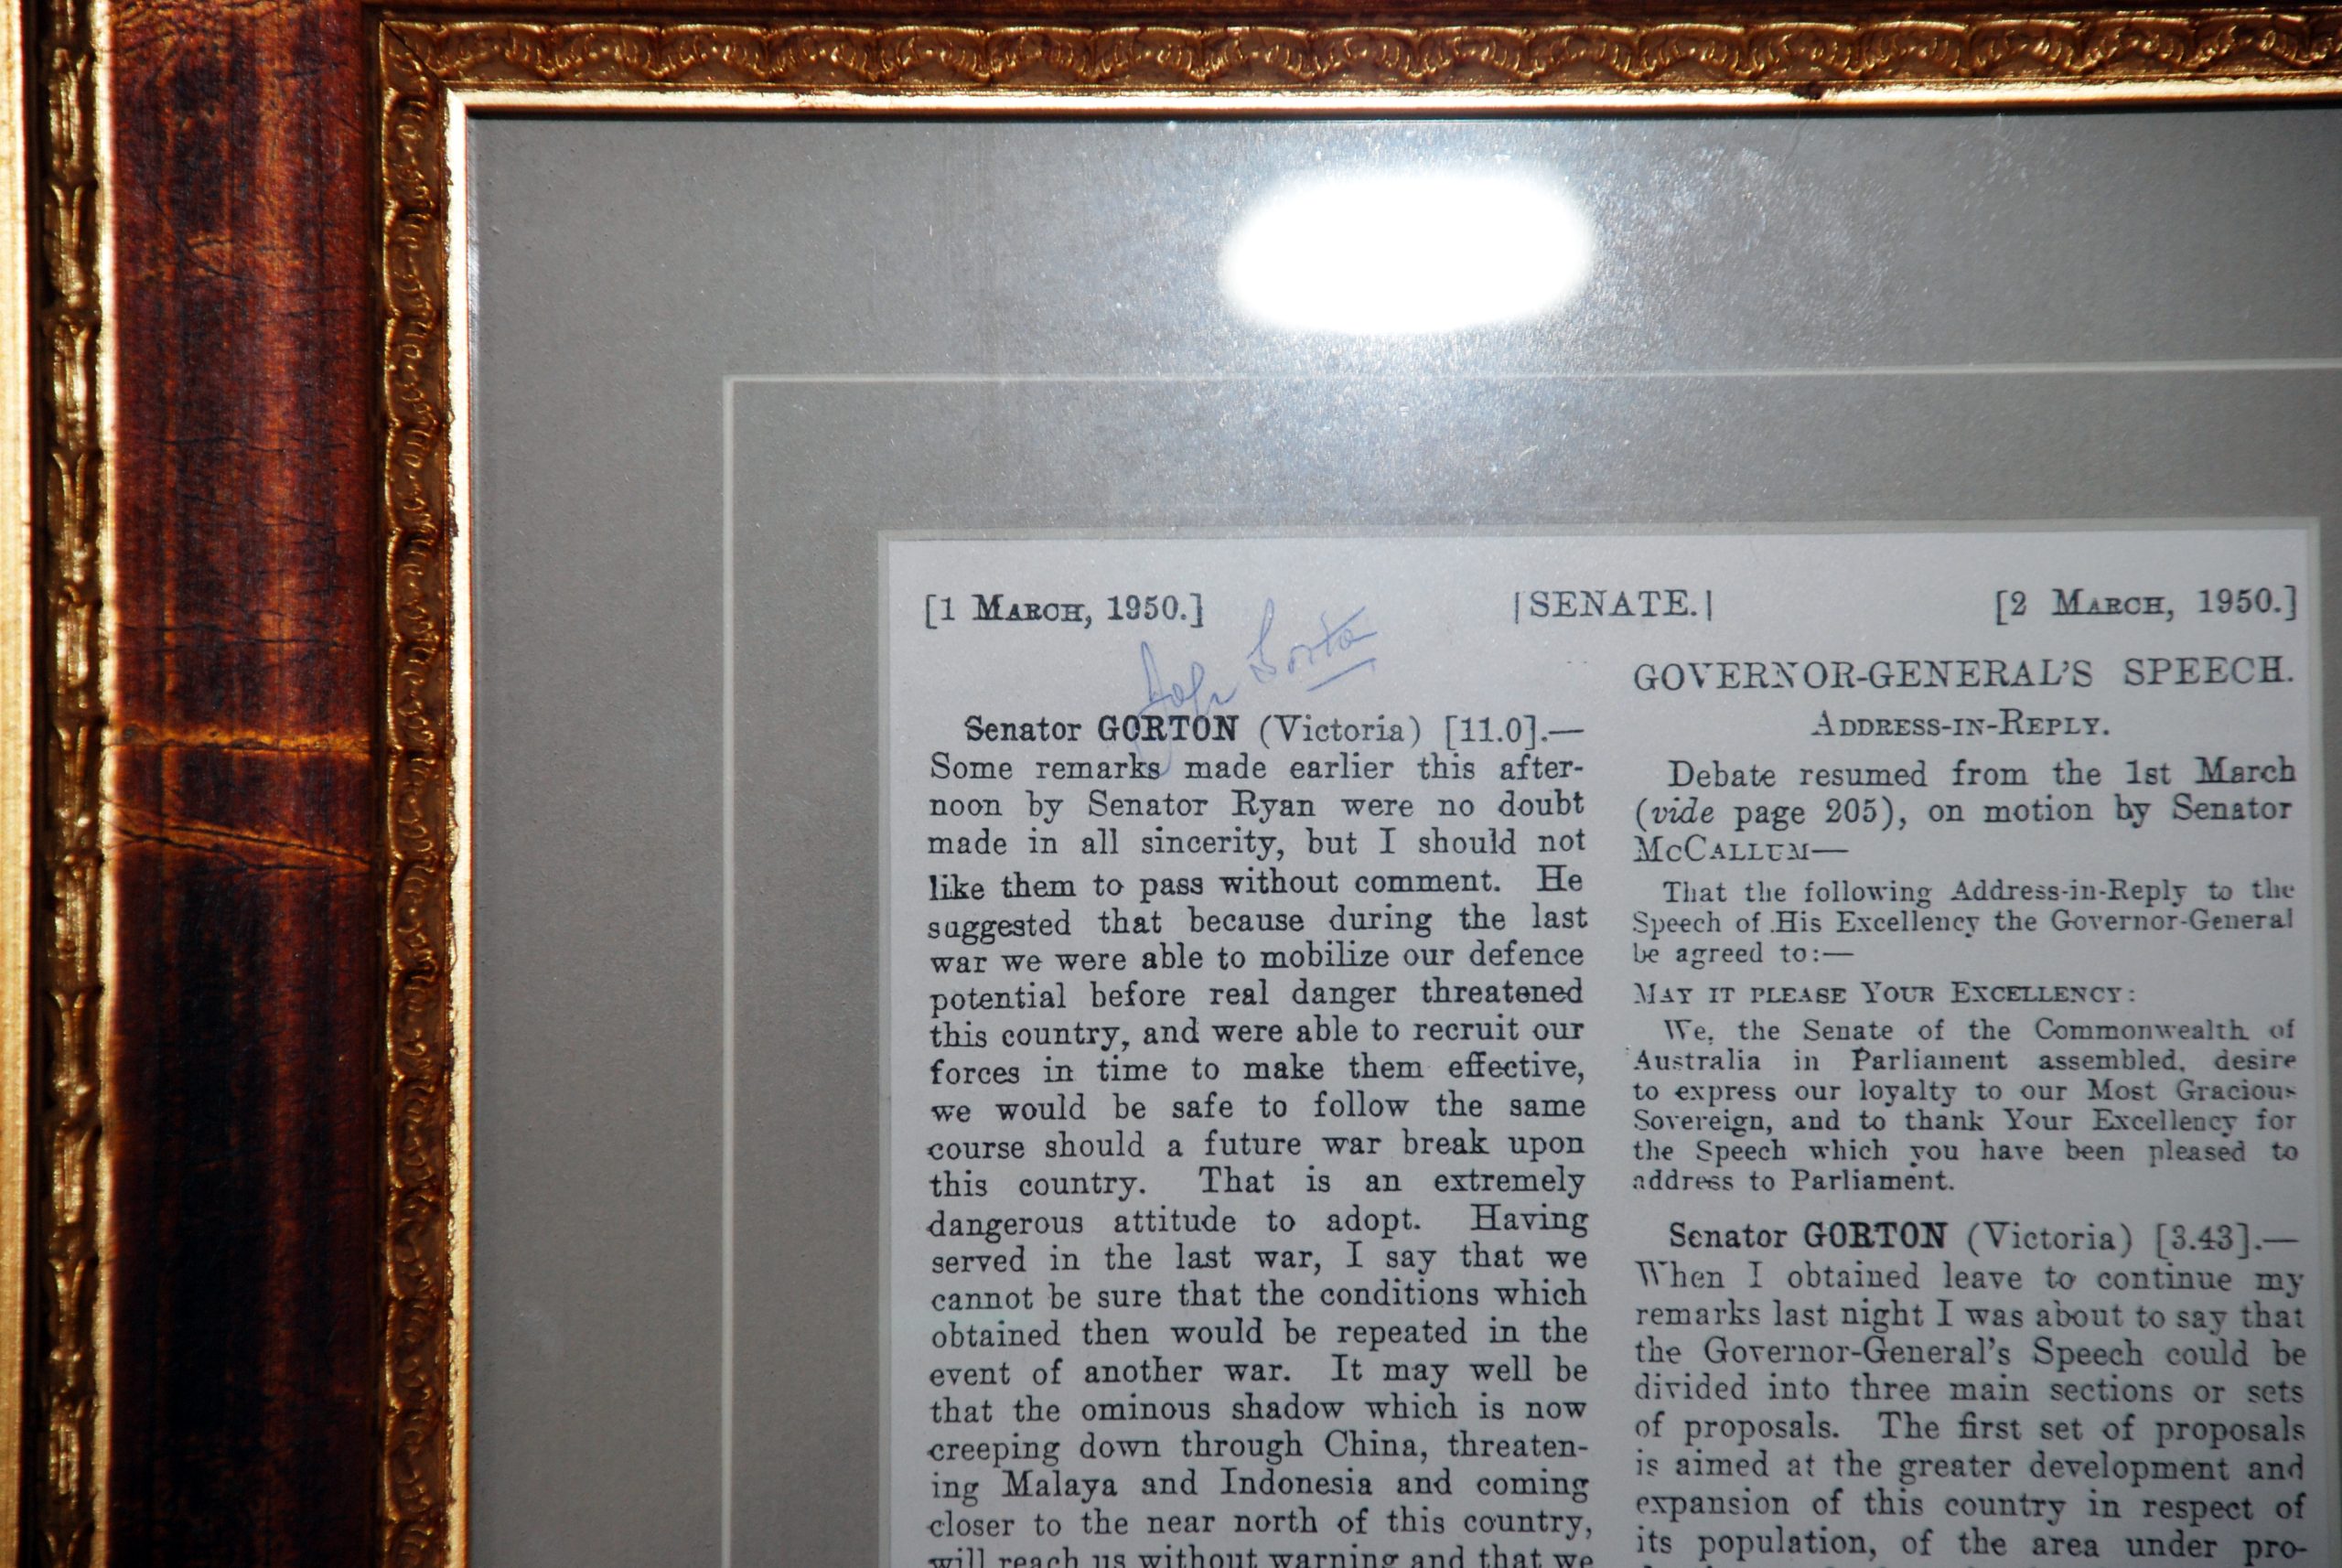 [1 MARCH, 1950.] [SENATE.] [2 MARCH, 1950.]
John Gorton
Senator GORTON (Victoria) [11.0].—
Some remarks made earlier this after-
noon by Senator Ryan were no doubt
made in all sincerity, but I should not
like them to pass without comment. He
suggested that because during the last
war we were able to mobilize our defence
potential before real danger threatened
this country, and were able to recruit our
forces in time to make them effective,
we would be safe to follow the same
course should a future war break upon
this country. That is an extremely
dangerous attitude to adopt. Having
served in the last war, I say that we
cannot be sure that the conditions which
obtained then would be repeated in the
event of another war. It may well be
that the ominous shadow which is now
creeping down through China, threaten-
ing Malaya and Indonesia and coming
closer to the near north of this country,
will reach us without warning and that we
GOVERNOR-GENERAL'S SPEECH.
ADDRESS-IN-REPLY.
Debate resumed from the 1st March
(vide page 205), on motion by Senator
MCCALLUM—
That the following Address-in-Reply to the
Speech of His Excellency the Governor-General
be agreed to:—
MAY IT PLEASE YOUR EXCELLENCY:
We, the Senate of the Commonwealth of
Australia in Parliament assembled, desire
to express our loyalty to our Most Gracious
Sovereign, and to thank Your Excellency for
the Speech which you have been pleased to
address to Parliament.
Senator GORTON (Victoria) [3.43].—
When I obtained leave to continue my
remarks last night I was about to say that
the Governor-General's Speech could be
divided into three main sections or sets
of proposals. The first set of proposals
is aimed at the greater development and
expansion of this country in respect of
its population, of the area under pro-